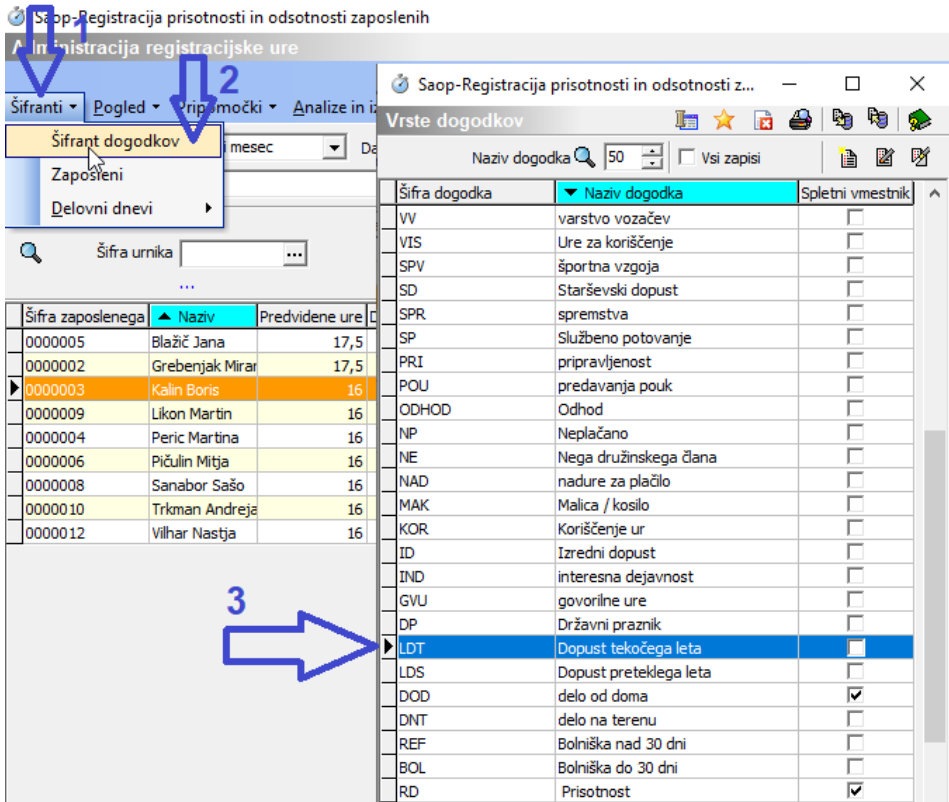 Saop-Registracija prisotnosti in odsotnosti zaposlenih
Administracija registracijske ure
1
2
Šifranti Pogled Pripomočki Analize in
Šifrant dogodkov
Zaposleni
Delovni dnevi
mesec
Šifra urnika ...
...
Šifra zaposlenega Naziv Predvidene ure
0000005 Blažič Jana 17,5
0000002 Grebenjak Mirar 17,5
0000003 Kalin Boris 16
0000009 Likon Martin 16
0000004 Peric Martina 16
0000006 Pičulin Mitja 16
0000008 Sanabor Sašo 16
0000010 Trkman Andreja 16
0000012 Vilhar Nastja 16
3
Saop-Registracija prisotnosti in odsotnosti z...
Vrste dogodkov
Naziv dogodka 50 Vsi zapisi
Šifra dogodka Naziv dogodka Spletni vmestnik
VV varstvo vozačev
VIS Ure za koriščenje
SPV športna vzgoja
SD Starševski dopust
SPR spremstva
SP Službeno potovanje
PRI pripravljenost
POU predavanja pouk
ODHOD Odhod
NP Neplačano
NE Nega družinskega člana
NAD nadure za plačilo
MAK Malica / kosilo
KOR Koriščenje ur
ID Izredni dopust
IND interesna dejavnost
GVU govorilne ure
DP Državni praznik
LDT Dopust tekočega leta
LDS Dopust preteklega leta
DOD delo od doma
DNT delo na terenu
REF Bolniška nad 30 dni
BOL Bolniška do 30 dni
RD Prisotnost